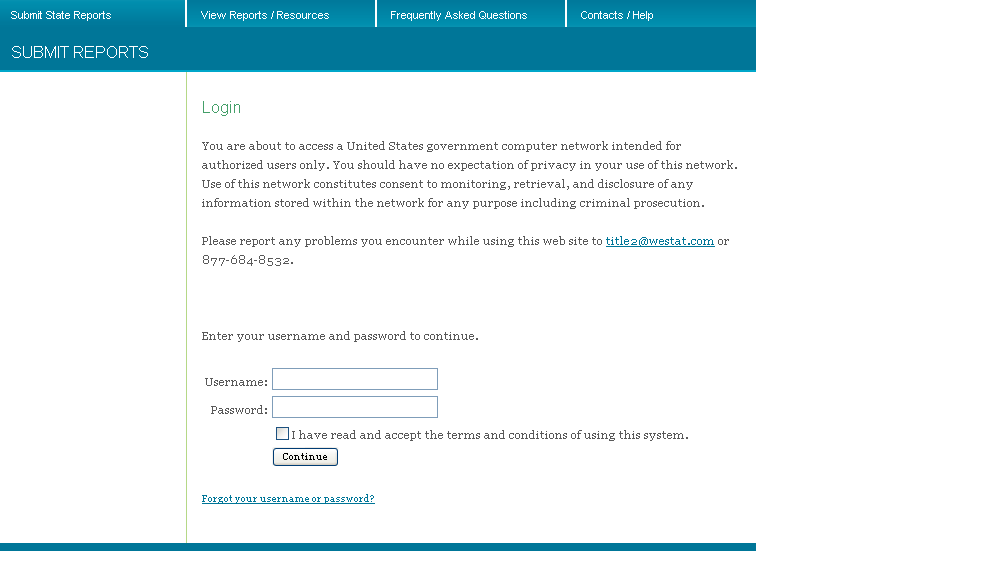 Submit State Reports
View Reports / Resources
Frequently Asked Questions
Contacts / Help
SUBMIT REPORTS
Login
You are about to access a United States government computer network intended for
authorized users only. You should have no expectation of privacy in your use of this network.
Use of this network constitutes consent to monitoring, retrieval, and disclosure of any
information stored within the network for any purpose including criminal prosecution.
Please report any problems you encounter while using this web site to title2@westat.com or
877-684-8532.
Enter your username and password to continue.
Username:
Password:
I have read and accept the terms and conditions of using this system.
Continue
Forgot your username or password?